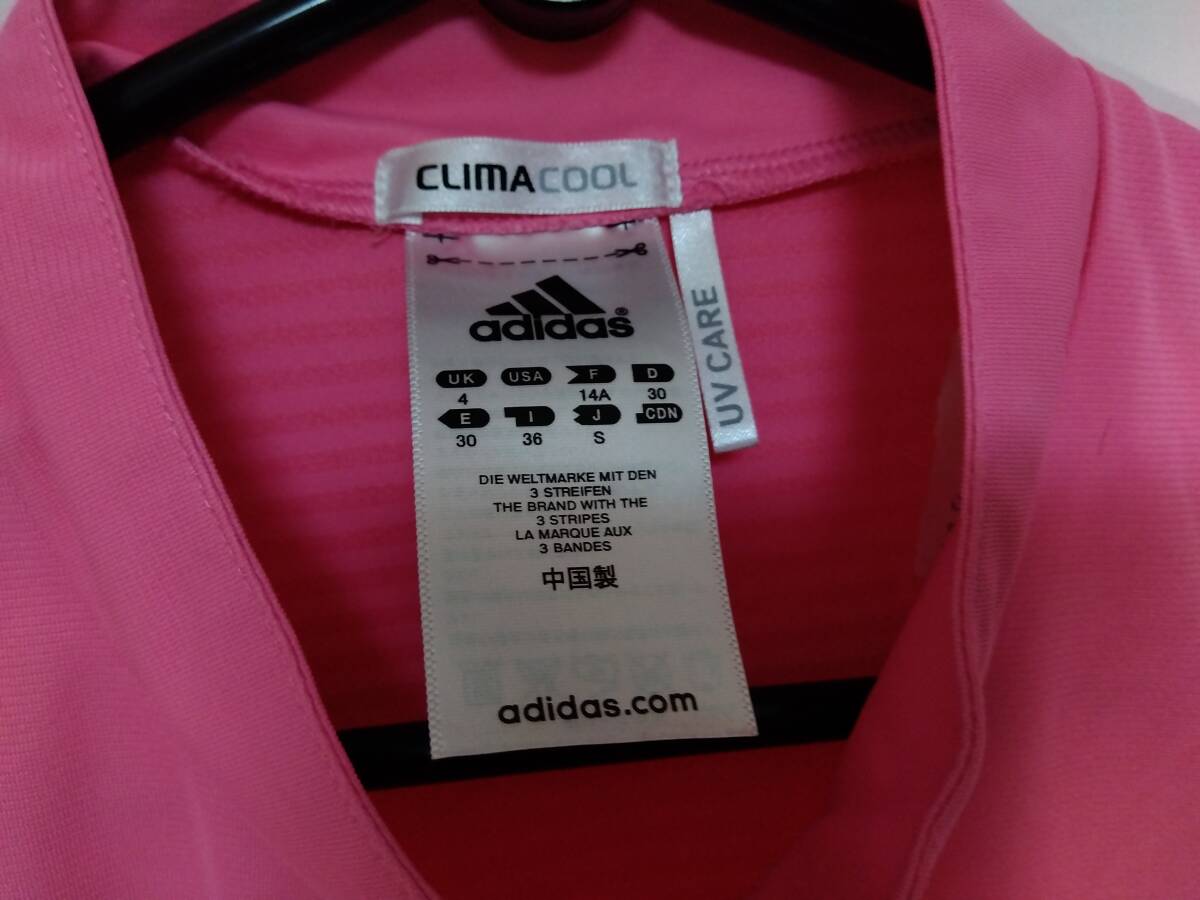 CLIMACOOL
adidas®
UV CARE
UK USA F D
4 14A 30
E I J CDN
30 36 S
DIE WELTMARKE MIT DEN
3 STREIFEN
THE BRAND WITH THE
3 STRIPES
LA MARQUE AUX
3 BANDES
中国製
adidas.com